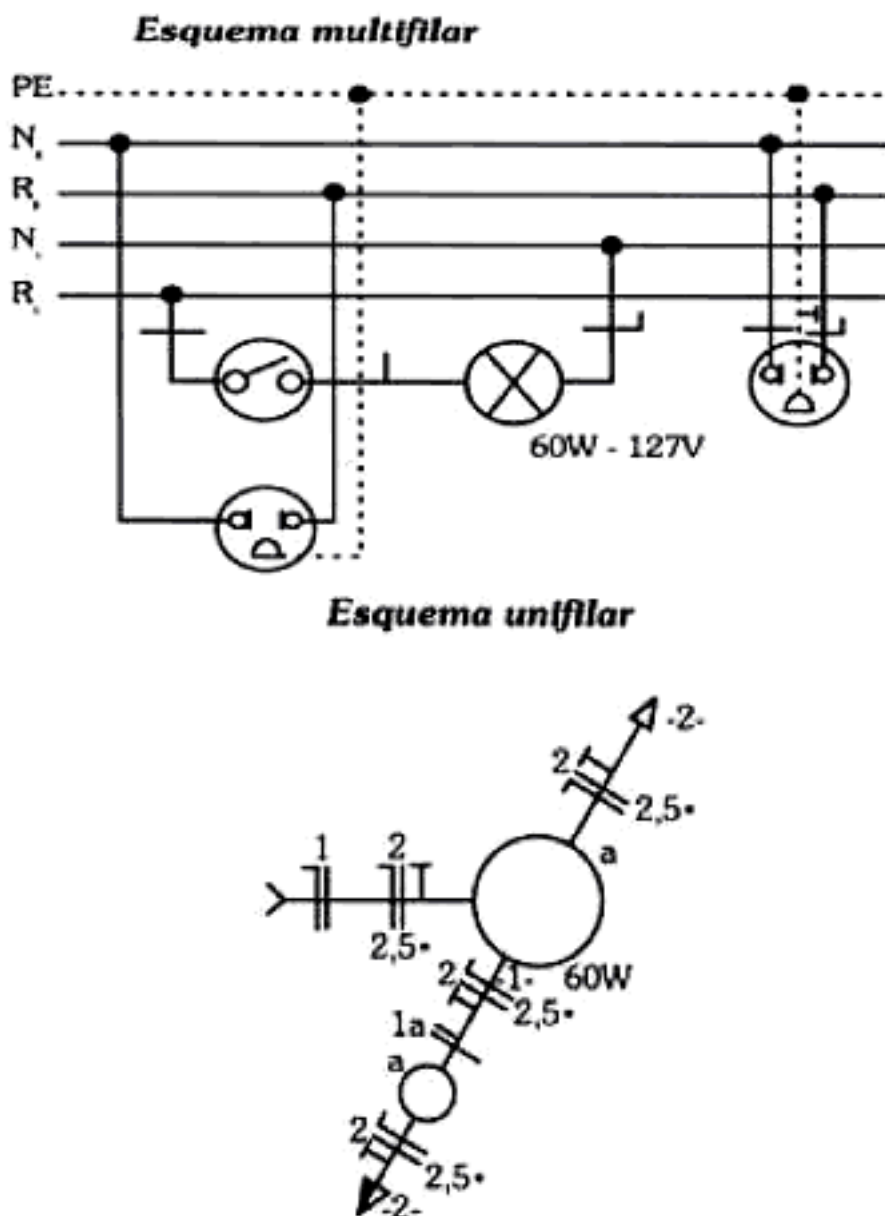 Esquema multifilar
PE
N
R
N
R
60W - 127V
Esquema unifilar
-2-
2
2,5•
a
1
2
2,5•
2
-1-
60W
2,5•
1a
a
2
2,5•
-2-